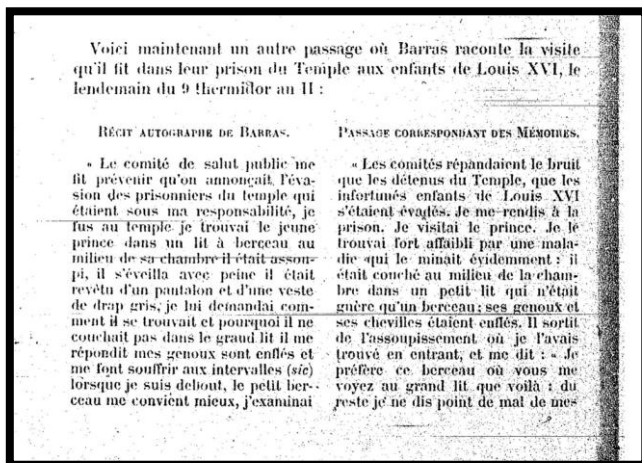 Voici maintenant un autre passage où Barras raconte la visite
qu'il fit dans leur prison du Temple aux enfants de Louis XVI, le
lendemain du 9 thermidor an II :
RÉCIT AUTOGRAPHE DE BARRAS.
« Le comité de salut public me
fit prévenir qu'on annonçait l'éva-
sion des prisonniers du temple qui
étaient sous ma responsabilité, je
fus au temple je trouvai le jeune
prince dans un lit à berceau au
milieu de sa chambre il était assou-
pi, il s'éveilla avec peine il était
revêtu d'un pantalon et d'une veste
de drap gris, je lui demandai com-
ment il se trouvait et pourquoi il ne
couchait pas dans le grand lit il me
répondit mes genoux sont enflés et
me font souffrir aux intervalles (sic)
lorsque je suis debout, le petit ber-
ceau me convient mieux, j'examinai
PASSAGE CORRESPONDANT DES MÉMOIRES.
« Les comités répandaient le bruit
que les détenus du Temple, que les
infortunés enfants de Louis XVI
s'étaient évadés. Je me rendis à la
prison. Je visitai le prince. Je le
trouvai fort affaibli par une mala-
die qui le minait évidemment : il
était couché au milieu de la cham-
bre dans un petit lit qui n'était
guère qu'un berceau ; ses genoux et
ses chevilles étaient enflés. Il sortit
de l'assoupissement où je l'avais
trouvé en entrant, et me dit : « Je
préfère ce berceau où vous me
voyez au grand lit que voilà : du
reste je ne dis point de mal de mes